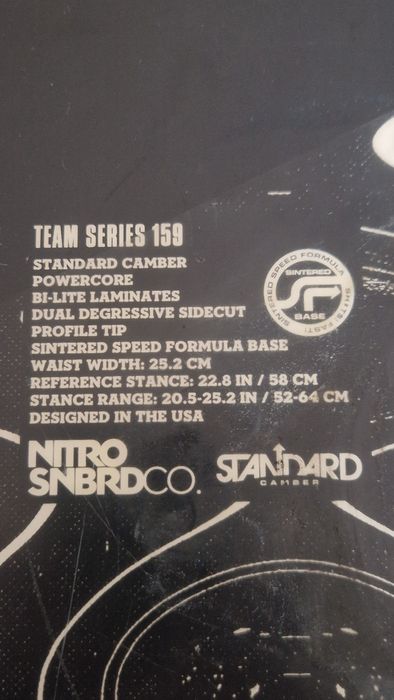 TEAM SERIES 159
STANDARD CAMBER
POWERCORE
BI-LITE LAMINATES
DUAL DEGRESSIVE SIDECUT
PROFILE TIP
SINTERED SPEED FORMULA BASE
WAIST WIDTH: 25.2 CM
REFERENCE STANCE: 22.8 IN / 58 CM
STANCE RANGE: 20.5-25.2 IN / 52-64 CM
DESIGNED IN THE USA
SINTERED SPEED FORMULA
SHITS FAST!
SINTERED
SF
BASE
NITRO
SNBRDCO.
STANDARD
CAMBER